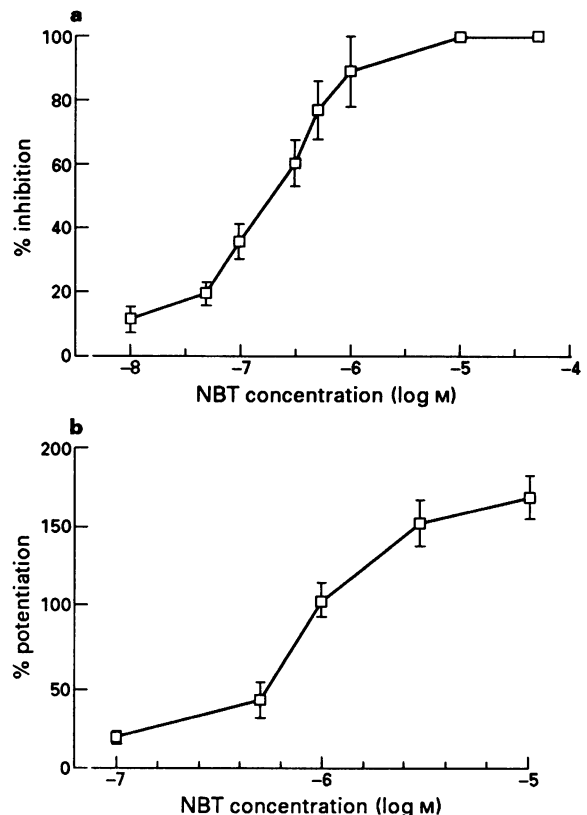 a
100
80
60
40
20
0
% inhibition
-8 -7 -6 -5 -4
NBT concentration (log M)
b
200
150
100
50
0
% potentiation
-7 -6 -5
NBT concentration (log M)